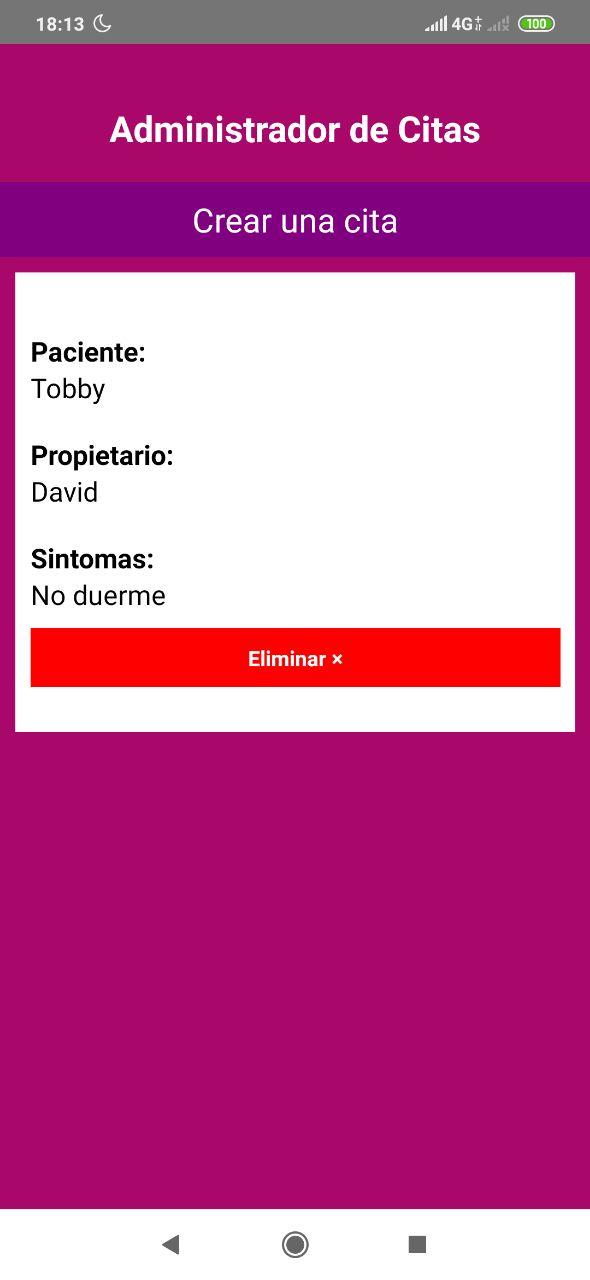 18:13 4G+ 100
Administrador de Citas
Crear una cita
Paciente:
Tobby
Propietario:
David
Sintomas:
No duerme
Eliminar ×